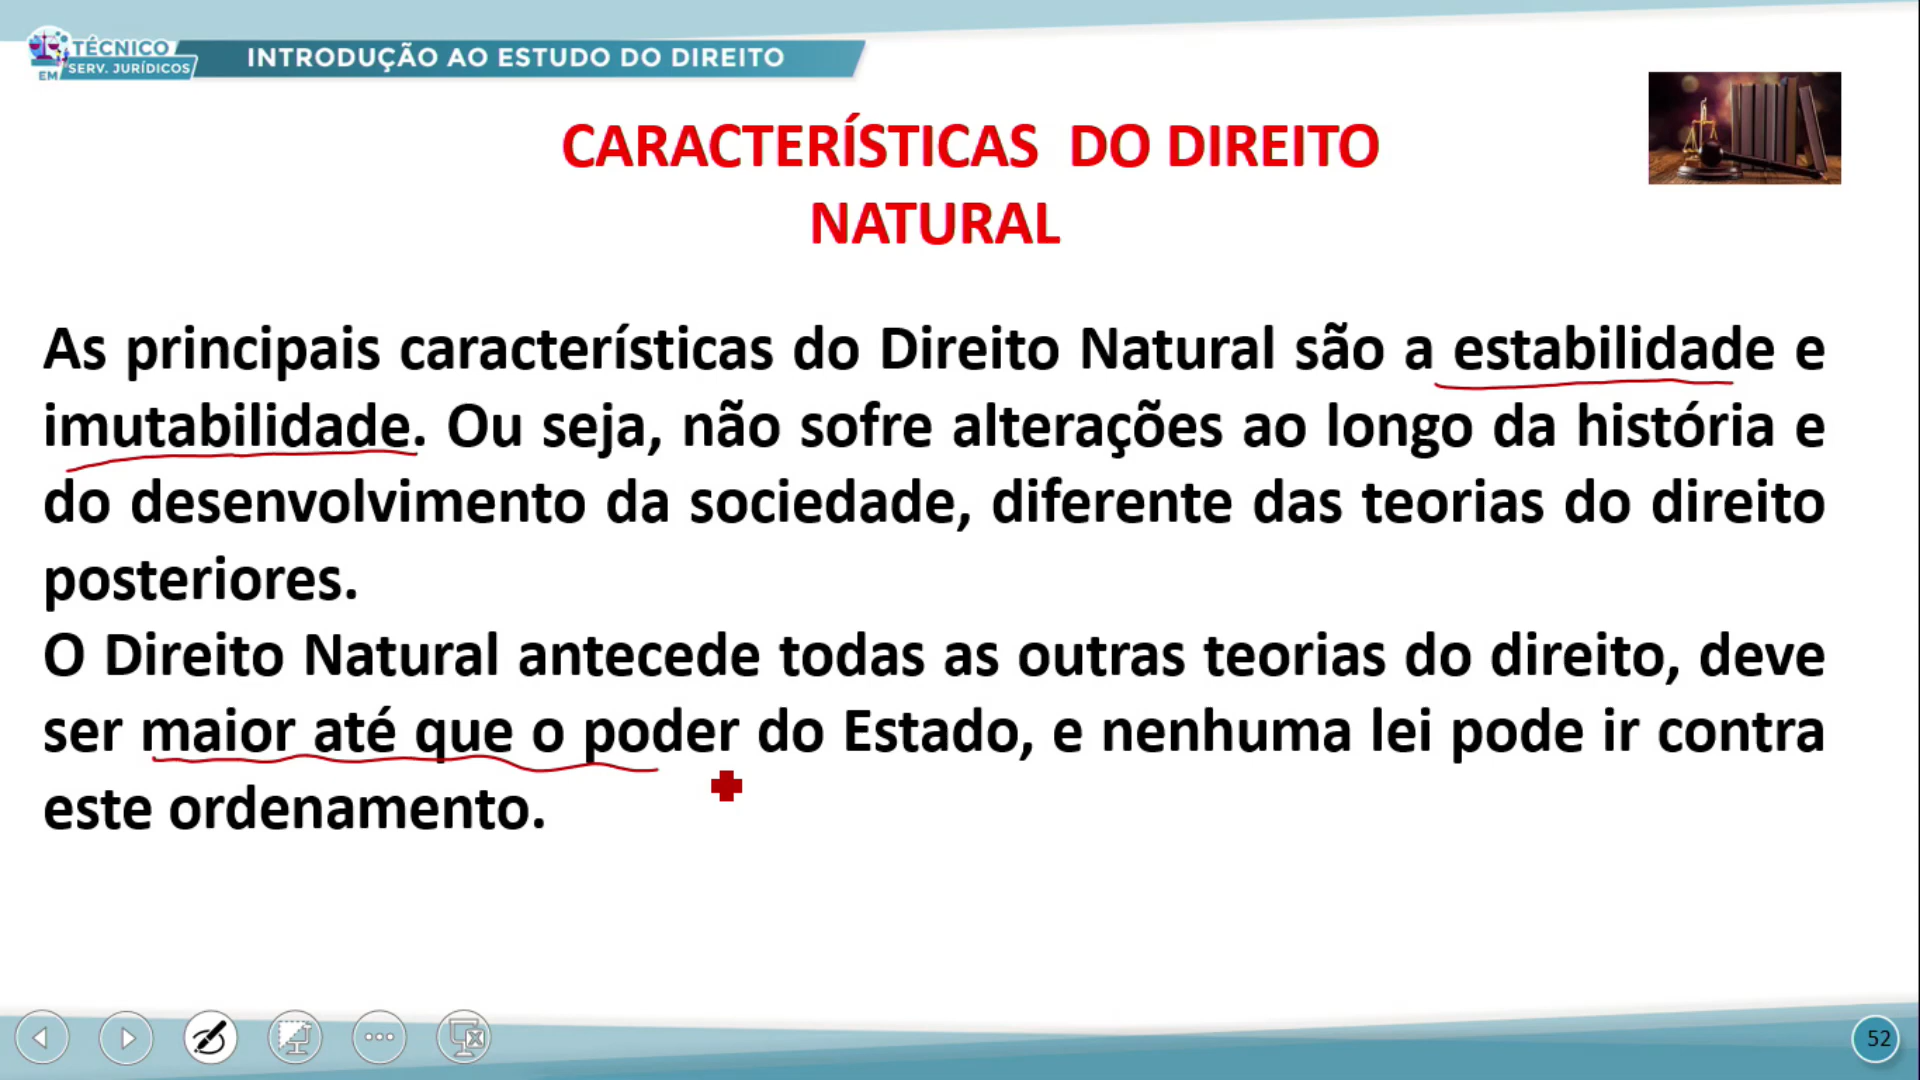 TÉCNICO
EM SERV. JURÍDICOS
INTRODUÇÃO AO ESTUDO DO DIREITO
CARACTERÍSTICAS DO DIREITO
NATURAL
As principais características do Direito Natural são a estabilidade e
imutabilidade. Ou seja, não sofre alterações ao longo da história e
do desenvolvimento da sociedade, diferente das teorias do direito
posteriores.
O Direito Natural antecede todas as outras teorias do direito, deve
ser maior até que o poder do Estado, e nenhuma lei pode ir contra
este ordenamento.
52